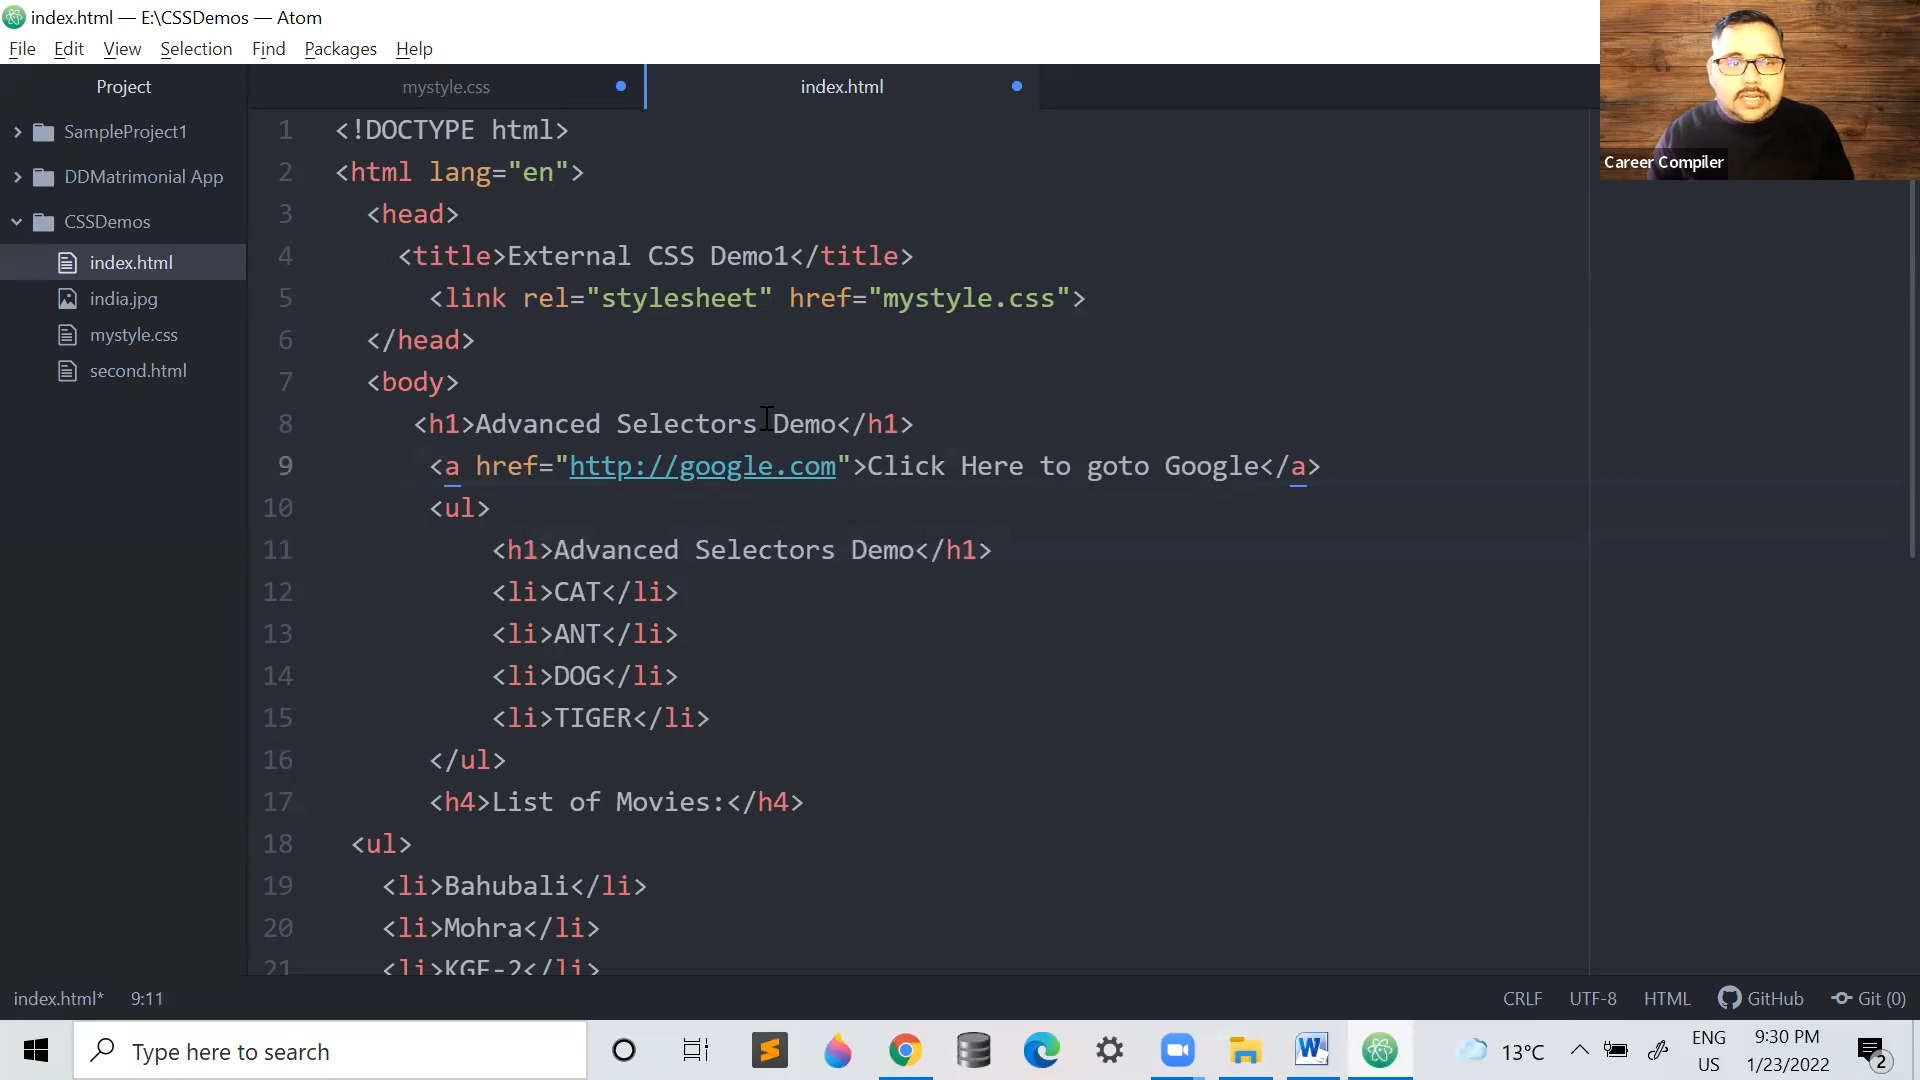 index.html — E:\CSSDemos — Atom
File Edit View Selection Find Packages Help
Career Compiler
Project
mystyle.css
index.html
SampleProject1
DDMatrimonial App
CSSDemos
index.html
india.jpg
mystyle.css
second.html
1 <!DOCTYPE html>
2 <html lang="en">
3 <head>
4 <title>External CSS Demo1</title>
5 <link rel="stylesheet" href="mystyle.css">
6 </head>
7 <body>
8 <h1>Advanced Selectors Demo</h1>
9 <a href="http://google.com">Click Here to goto Google</a>
10 <ul>
11 <h1>Advanced Selectors Demo</h1>
12 <li>CAT</li>
13 <li>ANT</li>
14 <li>DOG</li>
15 <li>TIGER</li>
16 </ul>
17 <h4>List of Movies:</h4>
18 <ul>
19 <li>Bahubali</li>
20 <li>Mohra</li>
21 <li>KGF-2</li>
index.html* 9:11
CRLF UTF-8 HTML GitHub Git (0)
Type here to search
13°C
ENG
US
9:30 PM
1/23/2022
2